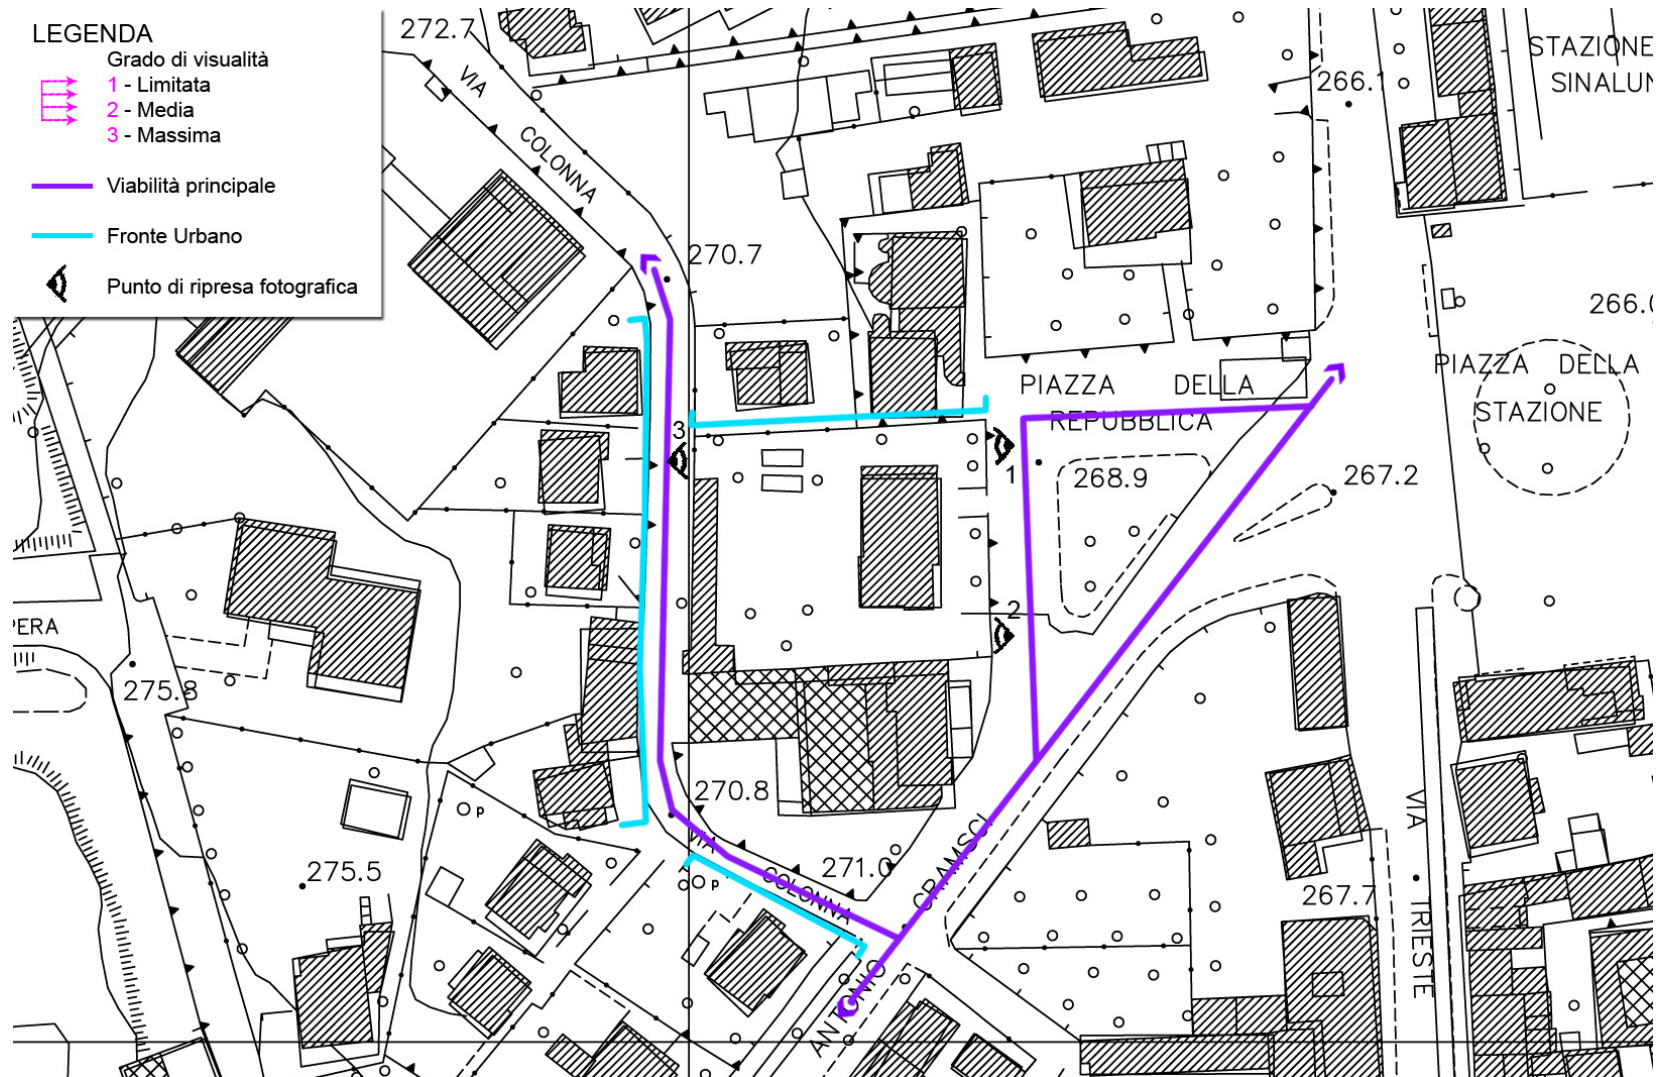 LEGENDA
Grado di visualità
1 - Limitata
2 - Media
3 - Massima
Viabilità principale
Fronte Urbano
Punto di ripresa fotografica
272.7
VIA
COLONNA
270.7
266.1
STAZIONE
SINALUN
266.0
PIAZZA DELLA
REPUBBLICA
PIAZZA DELLA
STAZIONE
3
1
268.9
267.2
2
PERA
275.8
270.8
VIA
COLONNA
271.0
P
P
275.5
ANTONIO GRAMSCI
267.7
VIA TRIESTE